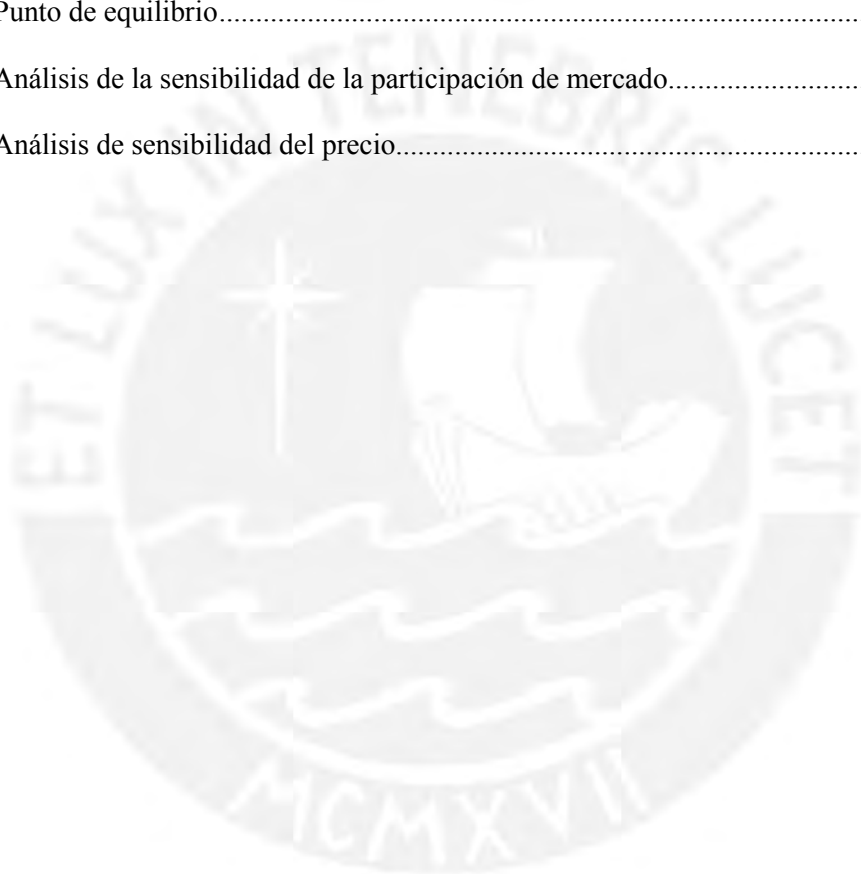 Punto de equilibrio................................................................................
Análisis de la sensibilidad de la participación de mercado.......................
Análisis de sensibilidad del precio.........................................................
ET LUX IN TENEBRIS LUCET
MCMXVII